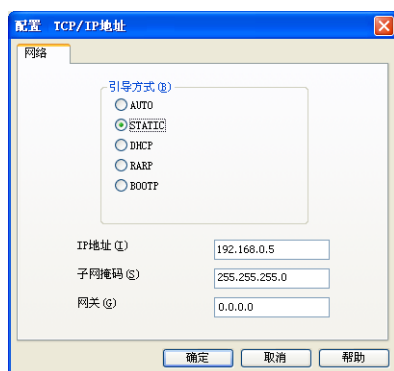 配置 TCP/IP地址
网络
引导方式(B)
AUTO
STATIC
DHCP
RARP
BOOTP
IP地址(I) 192.168.0.5
子网掩码(S) 255.255.255.0
网关(G) 0.0.0.0
确定 取消 帮助